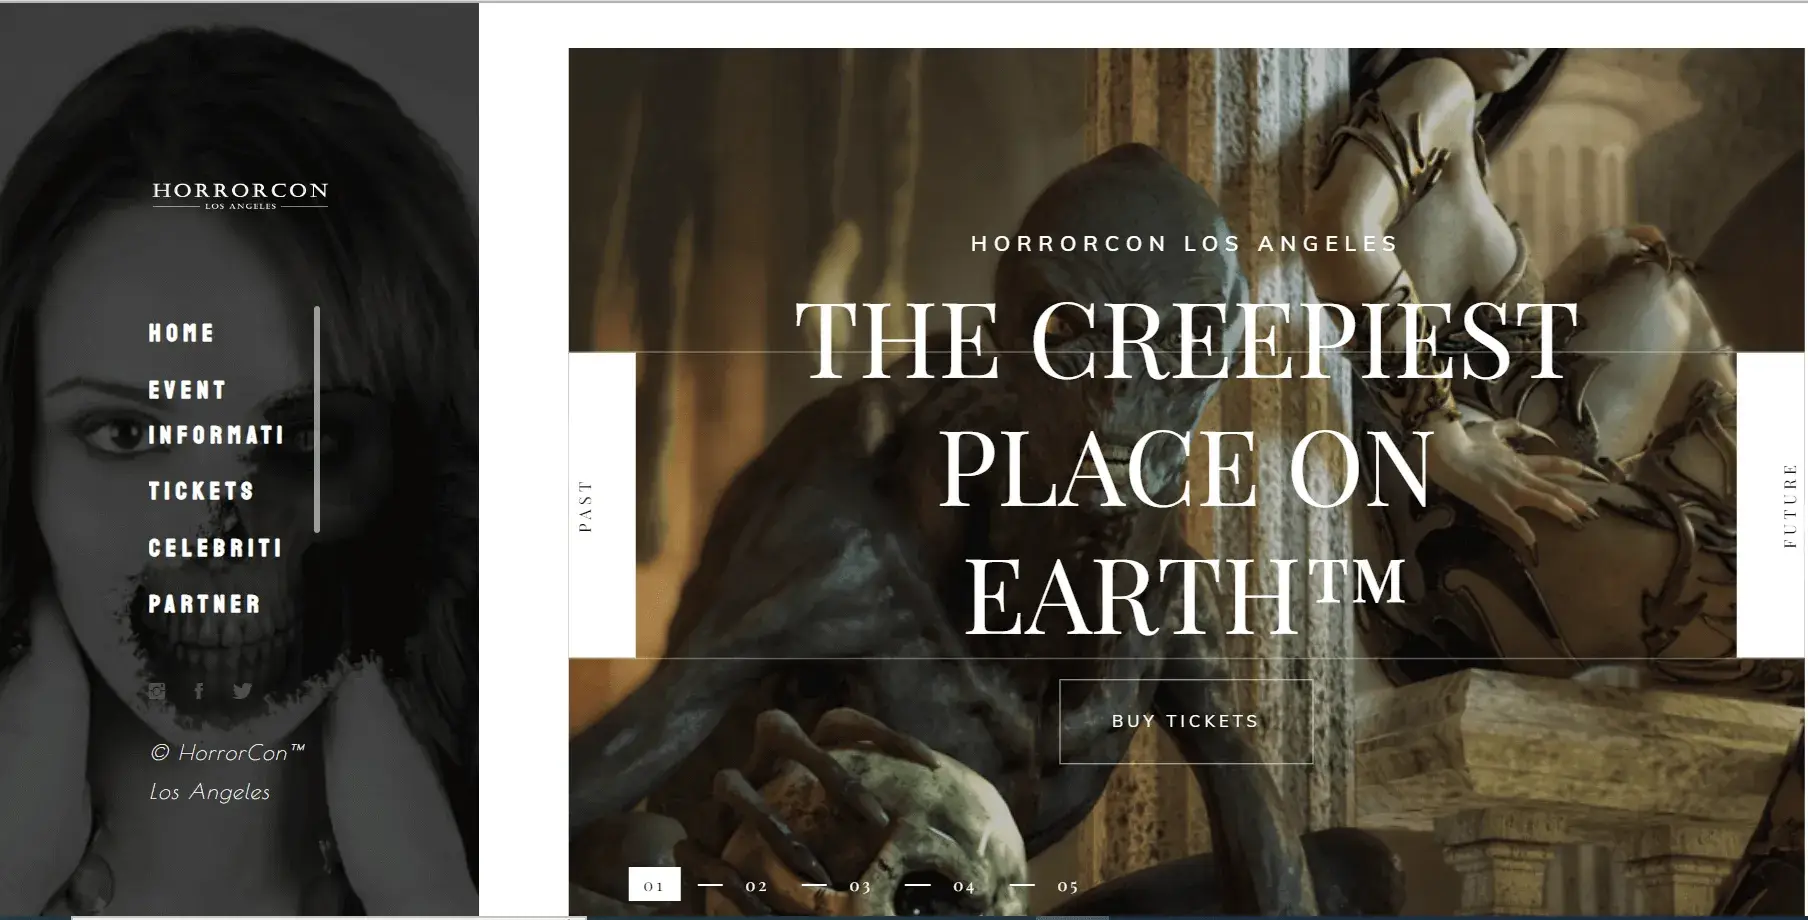 HORRORCON
LOS ANGELES
HOME
EVENT
INFORMATI
TICKETS
CELEBRITI
PARTNER
© HorrorCon™
Los Angeles
HORRORCON LOS ANGELES
THE CREEPIEST
PLACE ON
EARTH™
PAST
FUTURE
BUY TICKETS
01 — 02 — 03 — 04 — 05